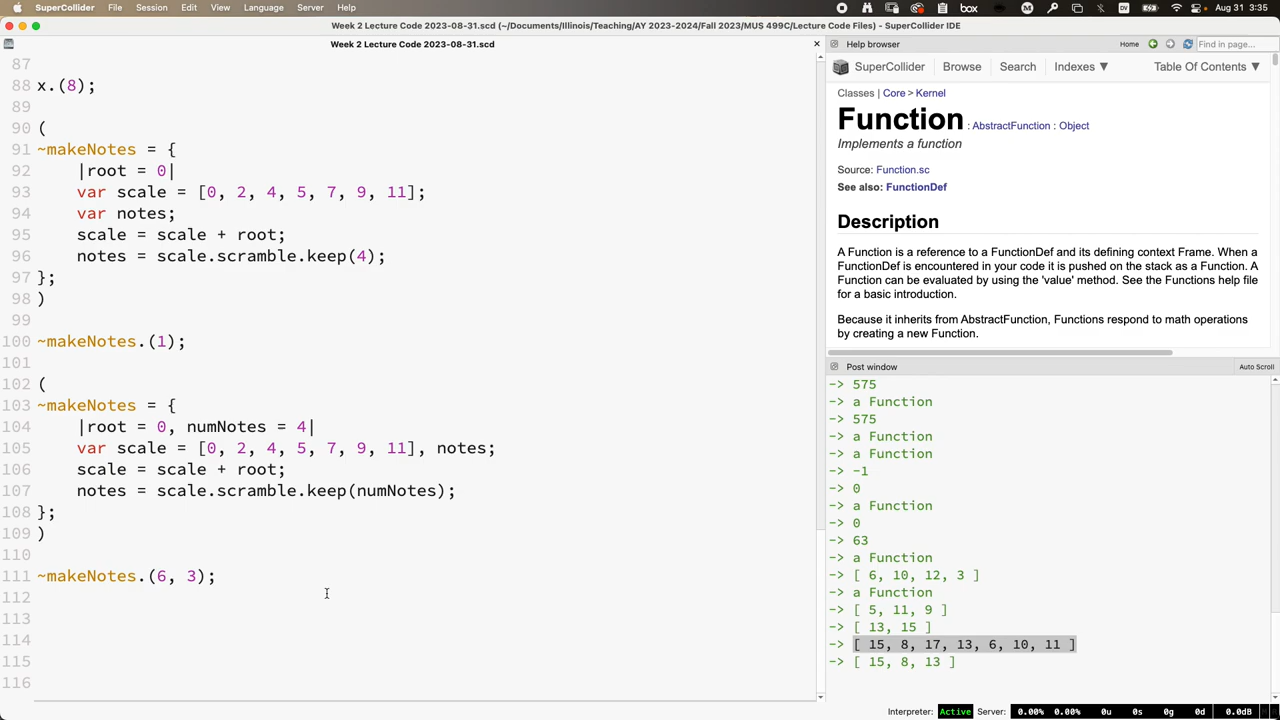 SuperCollider File Session Edit View Language Server Help box DV Thu Aug 31 3:35
Week 2 Lecture Code 2023-08-31.scd (~/Documents/Illinois/Teaching/AY 2023-2024/Fall 2023/MUS 499C/Lecture Code Files) - SuperCollider IDE
Week 2 Lecture Code 2023-08-31.scd
87
88 x.(8);
89
90 (
91 ~makeNotes = {
92 |root = 0|
93 var scale = [0, 2, 4, 5, 7, 9, 11];
94 var notes;
95 scale = scale + root;
96 notes = scale.scramble.keep(4);
97 };
98 )
99
100 ~makeNotes.(1);
101
102 (
103 ~makeNotes = {
104 |root = 0, numNotes = 4|
105 var scale = [0, 2, 4, 5, 7, 9, 11], notes;
106 scale = scale + root;
107 notes = scale.scramble.keep(numNotes);
108 };
109 )
110
111 ~makeNotes.(6, 3);
112
113
114
115
116
Help browser Home Find in page...
SuperCollider Browse Search Indexes ▼ Table Of Contents ▼
Classes | Core > Kernel
Function : AbstractFunction : Object
Implements a function
Source: Function.sc
See also: FunctionDef
Description
A Function is a reference to a FunctionDef and its defining context Frame. When a
FunctionDef is encountered in your code it is pushed on the stack as a Function. A
Function can be evaluated by using the 'value' method. See the Functions help file
for a basic introduction.
Because it inherits from AbstractFunction, Functions respond to math operations
by creating a new Function.
Post window Auto Scroll
-> 575
-> a Function
-> 575
-> a Function
-> a Function
-> -1
-> 0
-> a Function
-> 0
-> 63
-> a Function
-> [ 6, 10, 12, 3 ]
-> a Function
-> [ 5, 11, 9 ]
-> [ 13, 15 ]
-> [ 15, 8, 17, 13, 6, 10, 11 ]
-> [ 15, 8, 13 ]
Interpreter: Active Server: 0.00% 0.00% 0u 0s 0g 0d 0.0dB